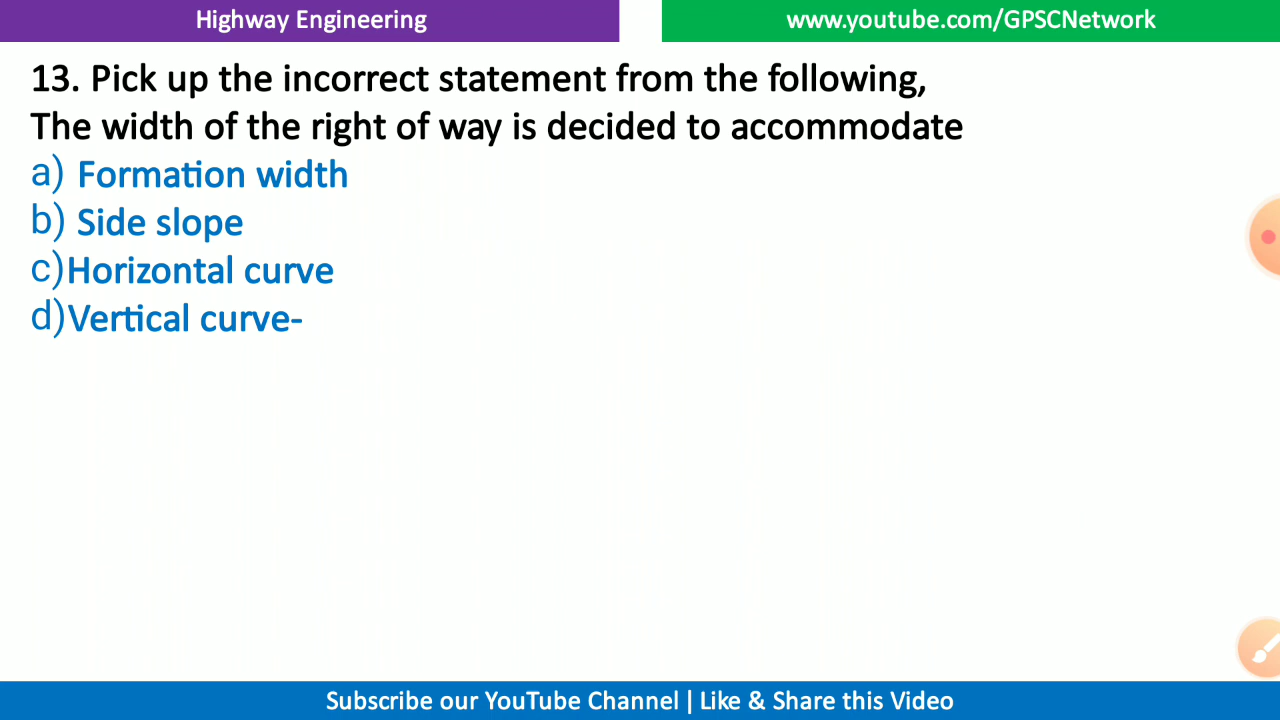 Highway Engineering
www.youtube.com/GPSCNetwork
13. Pick up the incorrect statement from the following,
The width of the right of way is decided to accommodate
a) Formation width
b) Side slope
c)Horizontal curve
d)Vertical curve-
Subscribe our YouTube Channel | Like & Share this Video